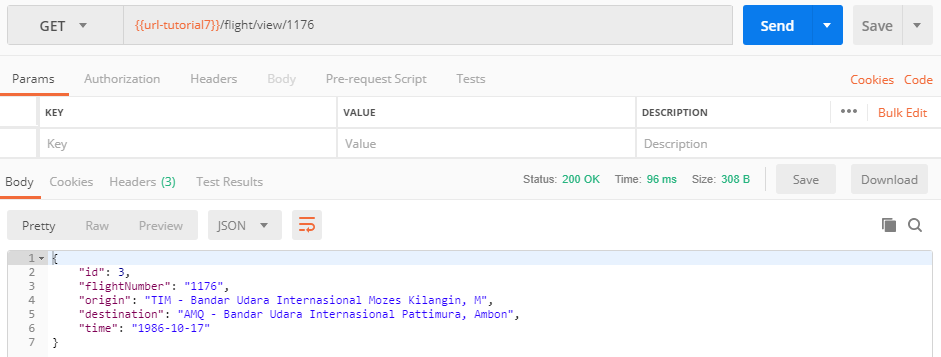 GET {{url-tutorial7}}/flight/view/1176 Send Save
Params Authorization Headers Body Pre-request Script Tests Cookies Code
KEY VALUE DESCRIPTION ••• Bulk Edit
Key Value Description
Body Cookies Headers (3) Test Results Status: 200 OK Time: 96 ms Size: 308 B Save Download
Pretty Raw Preview JSON
1 {
2 "id": 3,
3 "flightNumber": "1176",
4 "origin": "TIM - Bandar Udara Internasional Mozes Kilangin, M",
5 "destination": "AMQ - Bandar Udara Internasional Pattimura, Ambon",
6 "time": "1986-10-17"
7 }